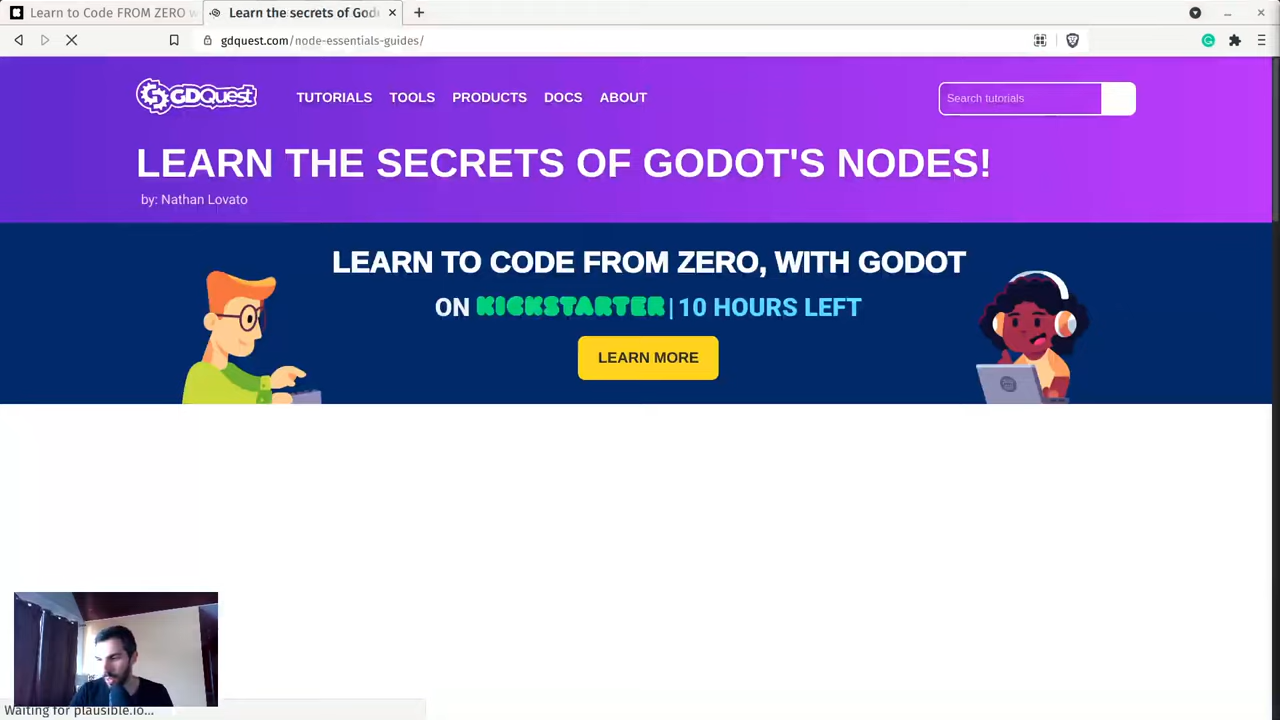 Learn to Code FROM ZERO w
Learn the secrets of God
gdquest.com/node-essentials-guides/
GDQuest
TUTORIALS
TOOLS
PRODUCTS
DOCS
ABOUT
Search tutorials
LEARN THE SECRETS OF GODOT'S NODES!
by: Nathan Lovato
LEARN TO CODE FROM ZERO, WITH GODOT
ON KICKSTARTER | 10 HOURS LEFT
LEARN MORE
Waiting for plausible.io...